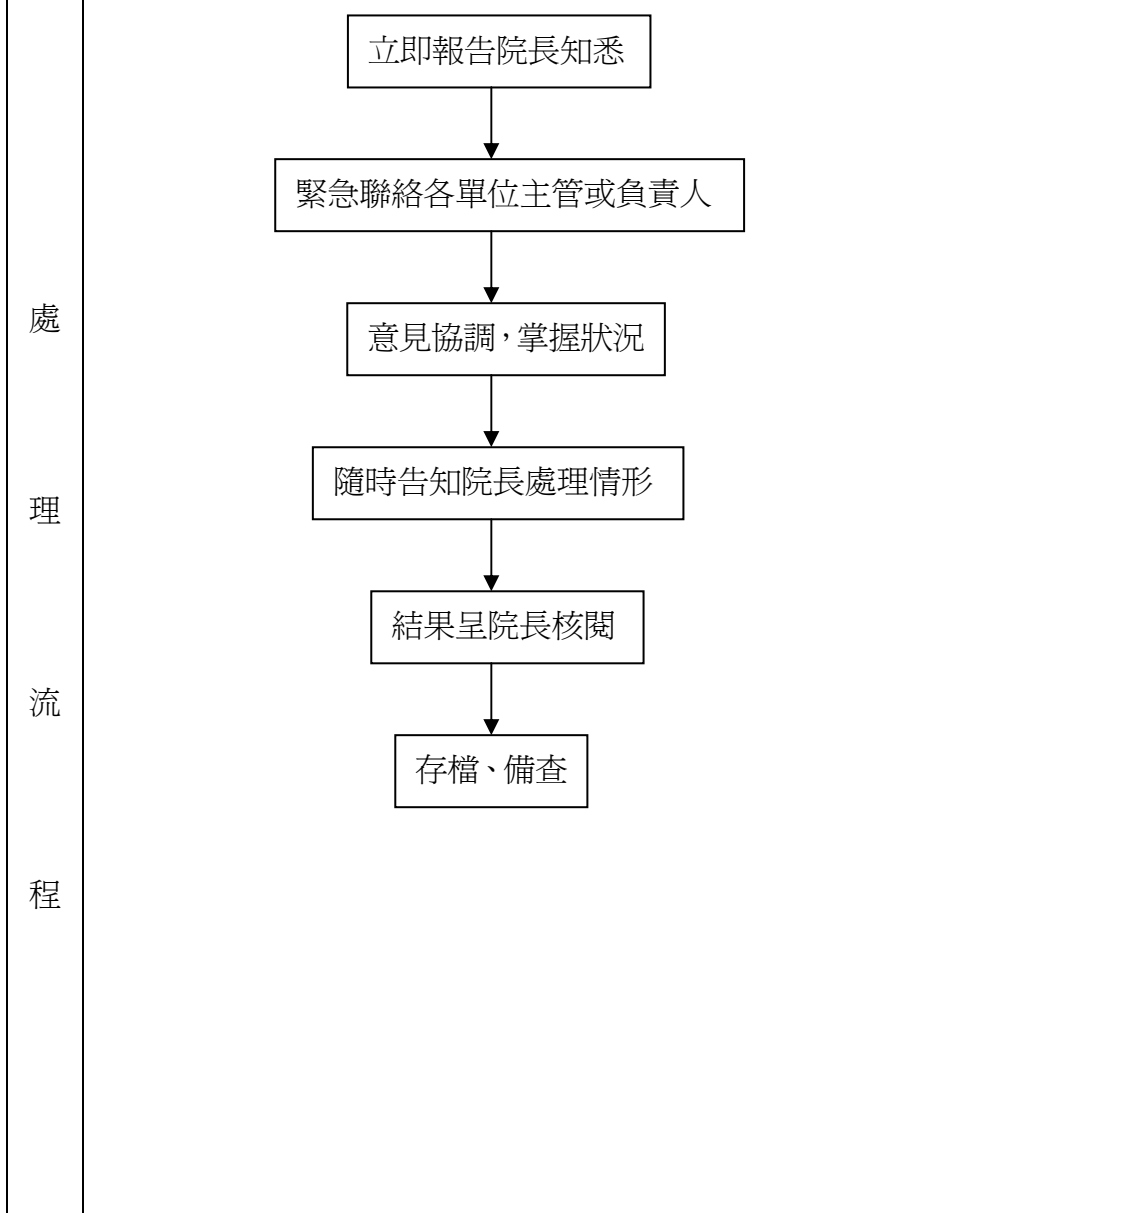 立即報告院長知悉
緊急聯絡各單位主管或負責人
意見協調，掌握狀況
隨時告知院長處理情形
結果呈院長核閱
存檔、備查
處
理
流
程